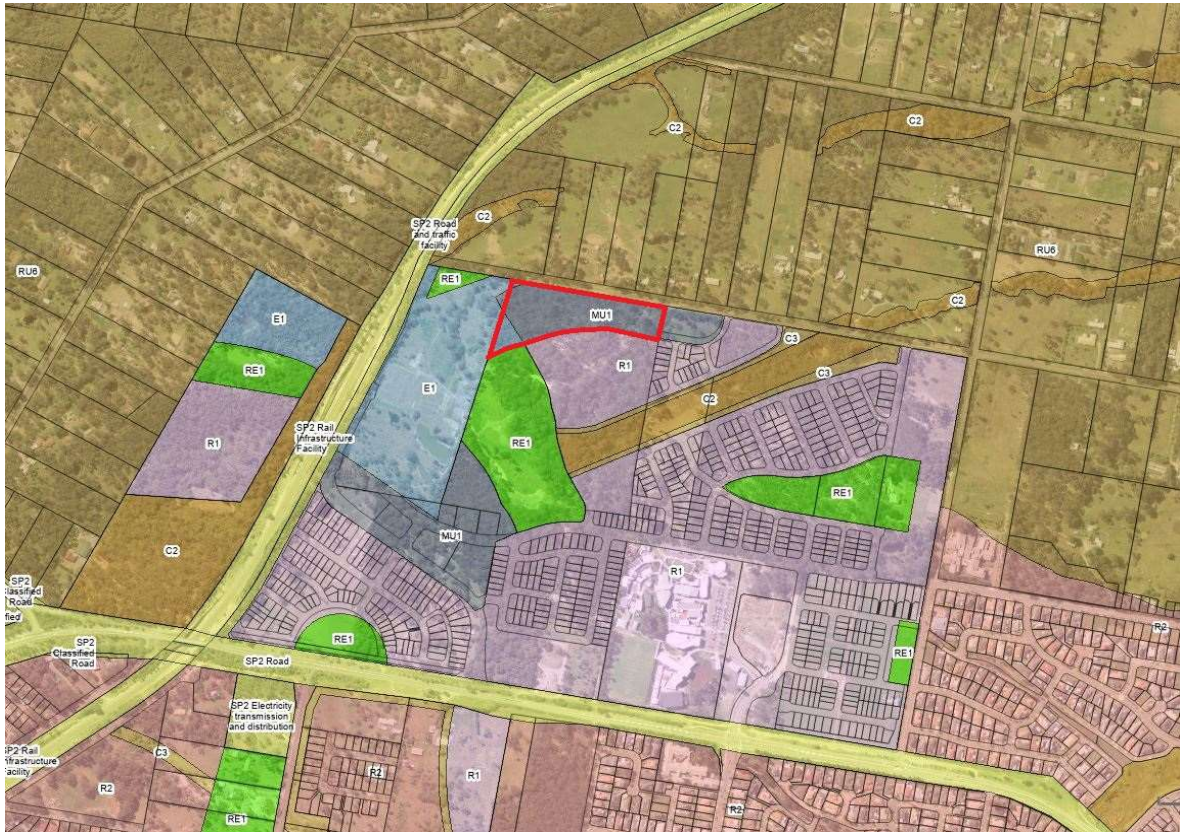 C2
C2
C2
SP2 Road
and traffic
facility
RU6
RU6
RE1
C2
E1
MU1
C3
RE1
R1
C3
E1
C2
SP2 Rail
Infrastructure
Facility
R1
RE1
RE1
MU1
C2
R1
SP2
Classified
Road
R2
RE1
SP2
Classified
Road
SP2 Road
RE1
SP2 Electricity
transmission
and distribution
SP2 Rail
Infrastructure
Facility
C3
R2
R1
R2
RE1
R2